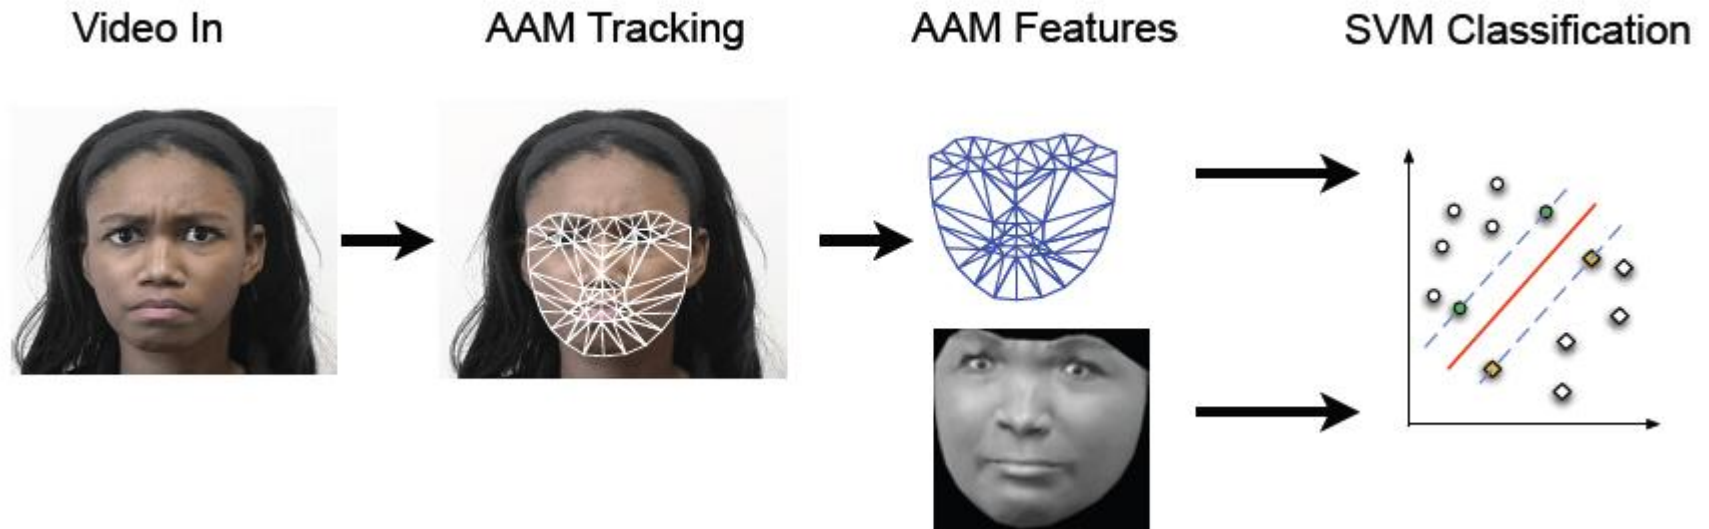 Video In
AAM Tracking
AAM Features
SVM Classification